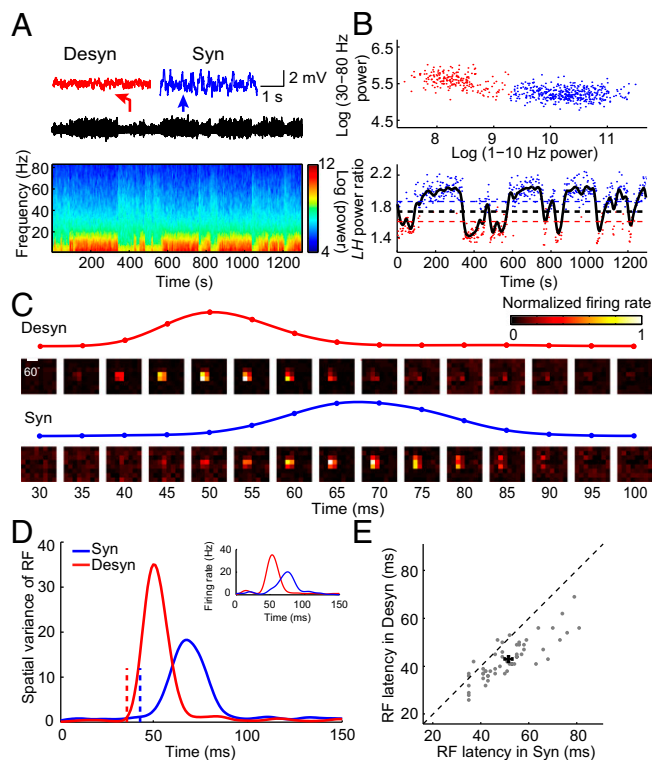 A
Desyn
Syn
2 mV
1 s
Frequency (Hz)
80
60
40
20
12
4
Log (power)
200 400 600 800 1000 1200
Time (s)
B
Log (30−80 Hz power)
6.5
5.5
4.5
8 9 10 11
Log (1−10 Hz power)
LH power ratio
2.2
1.8
1.4
0 200 400 600 800 1000 1200
Time (s)
C
Normalized firing rate
0 1
Desyn
60°
Syn
30 35 40 45 50 55 60 65 70 75 80 85 90 95 100
Time (ms)
D
Syn
Desyn
Spatial variance of RF
40
30
20
10
0
0 50 100 150
Time (ms)
Firing rate (Hz)
40
20
0
0 50 100 150
Time (ms)
E
RF latency in Desyn (ms)
80
60
40
20
20 40 60 80
RF latency in Syn (ms)